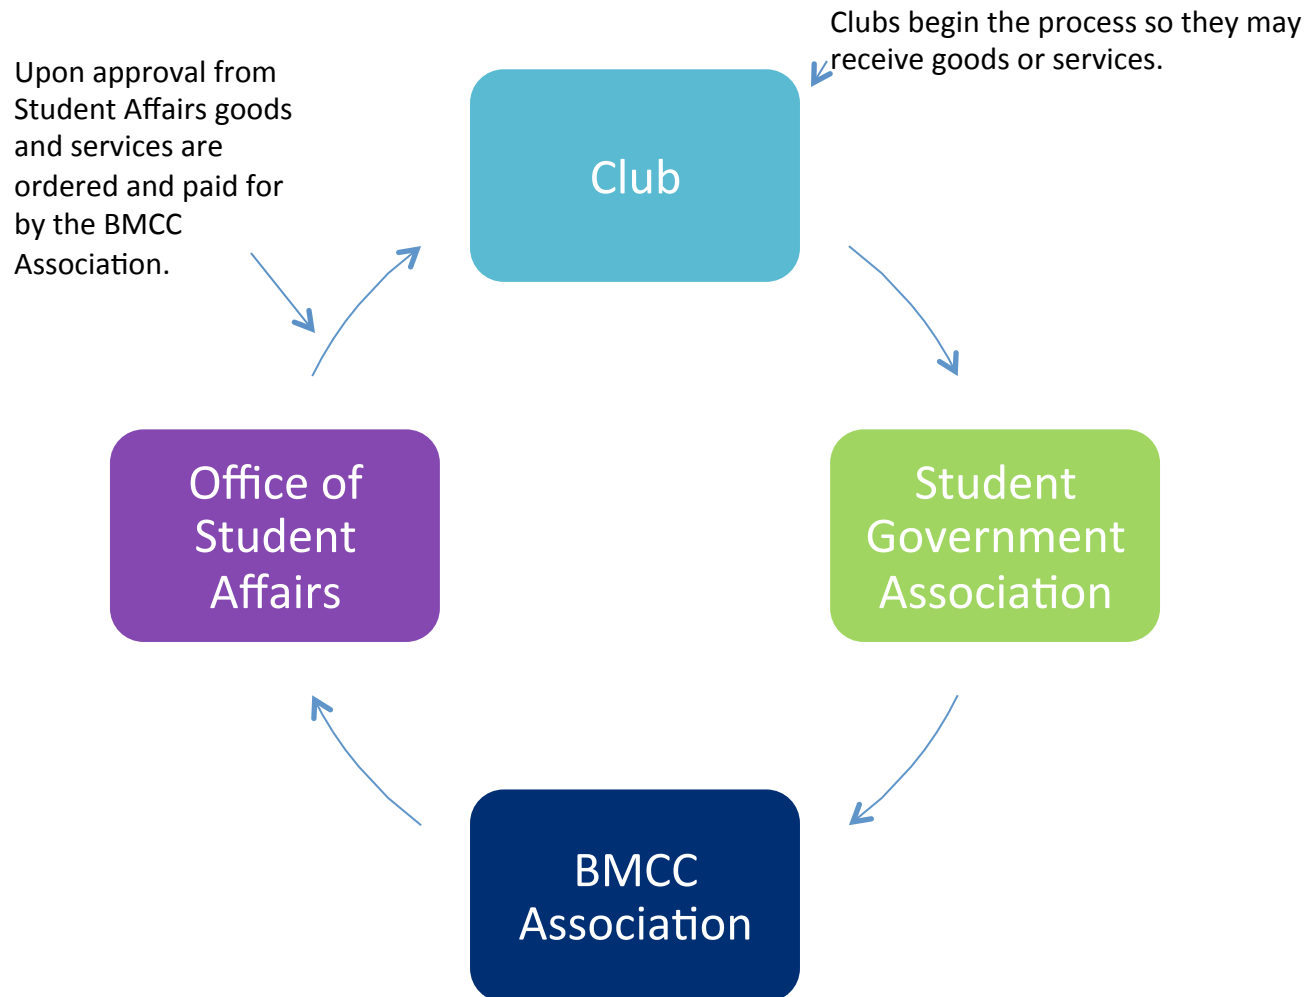 Clubs begin the process so they may
receive goods or services.
Upon approval from
Student Affairs goods
and services are
ordered and paid for
by the BMCC
Association.
Club
Office of
Student
Affairs
Student
Government
Association
BMCC
Association